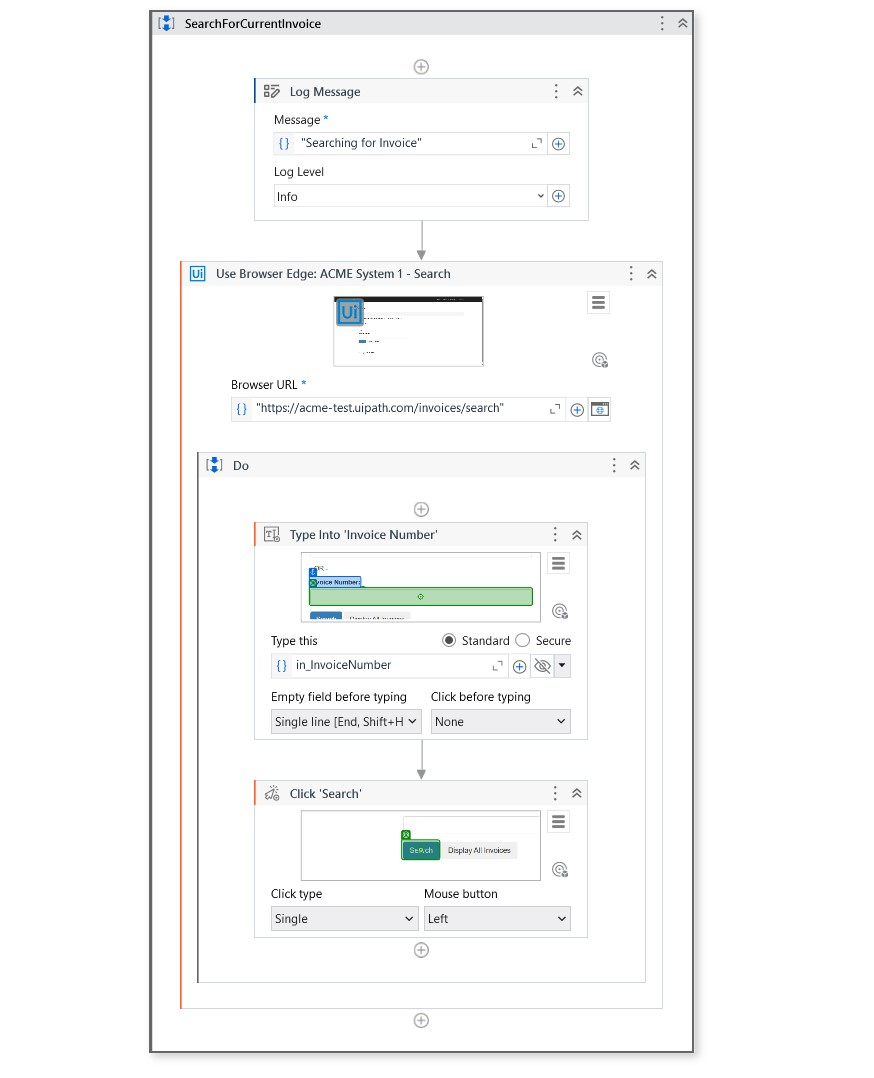 SearchForCurrentInvoice
Log Message
Message *
"Searching for Invoice"
Log Level
Info
Use Browser Edge: ACME System 1 - Search
Ui
Browser URL *
"https://acme-test.uipath.com/invoices/search"
Do
Type Into 'Invoice Number'
voice Number:
Type this
Standard Secure
in_InvoiceNumber
Empty field before typing Click before typing
Single line [End, Shift+H None
Click 'Search'
Search Display All Invoices
Click type Mouse button
Single Left